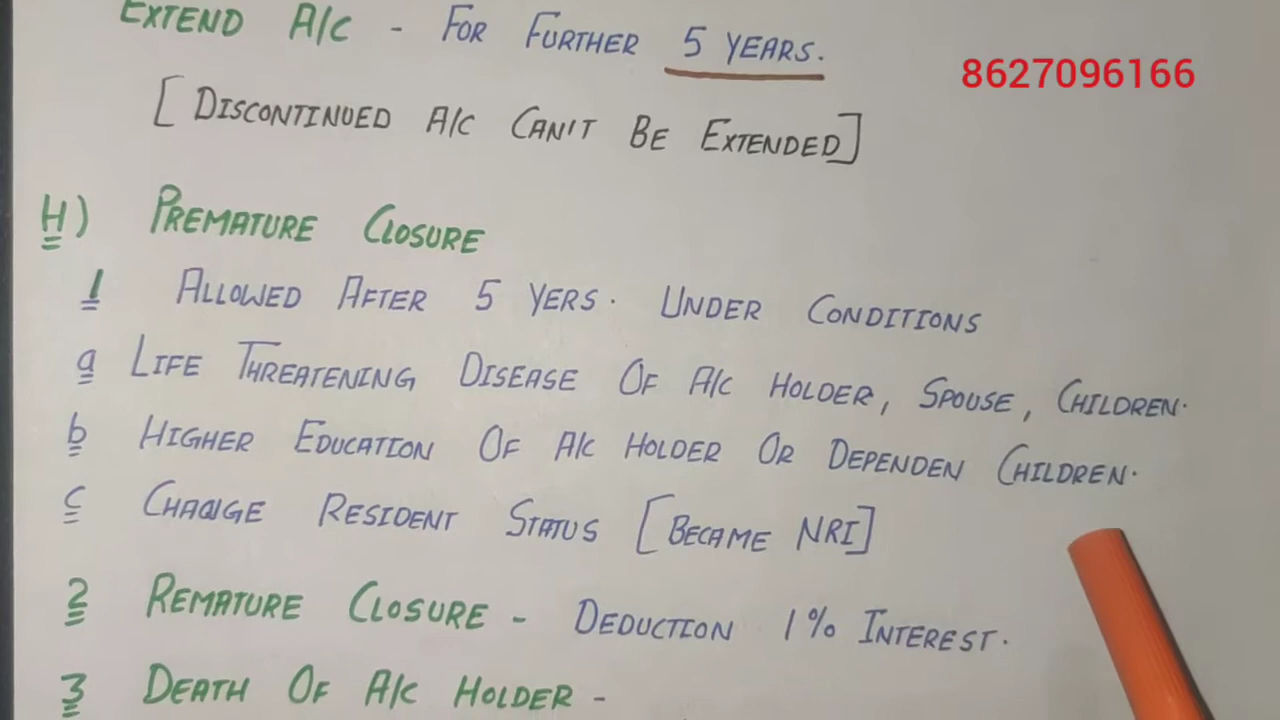 EXTEND A/C - FOR FURTHER 5 YEARS.
8627096166
[DISCONTINUED A/C CAN'T BE EXTENDED]
H) PREMATURE CLOSURE
1 ALLOWED AFTER 5 YERS. UNDER CONDITIONS
a LIFE THREATENING DISEASE OF A/C HOLDER, SPOUSE, CHILDREN.
b HIGHER EDUCATION OF A/C HOLDER OR DEPENDEN CHILDREN.
c CHANGE RESIDENT STATUS [BECAME NRI]
2 REMATURE CLOSURE - DEDUCTION 1% INTEREST.
3 DEATH OF A/C HOLDER -